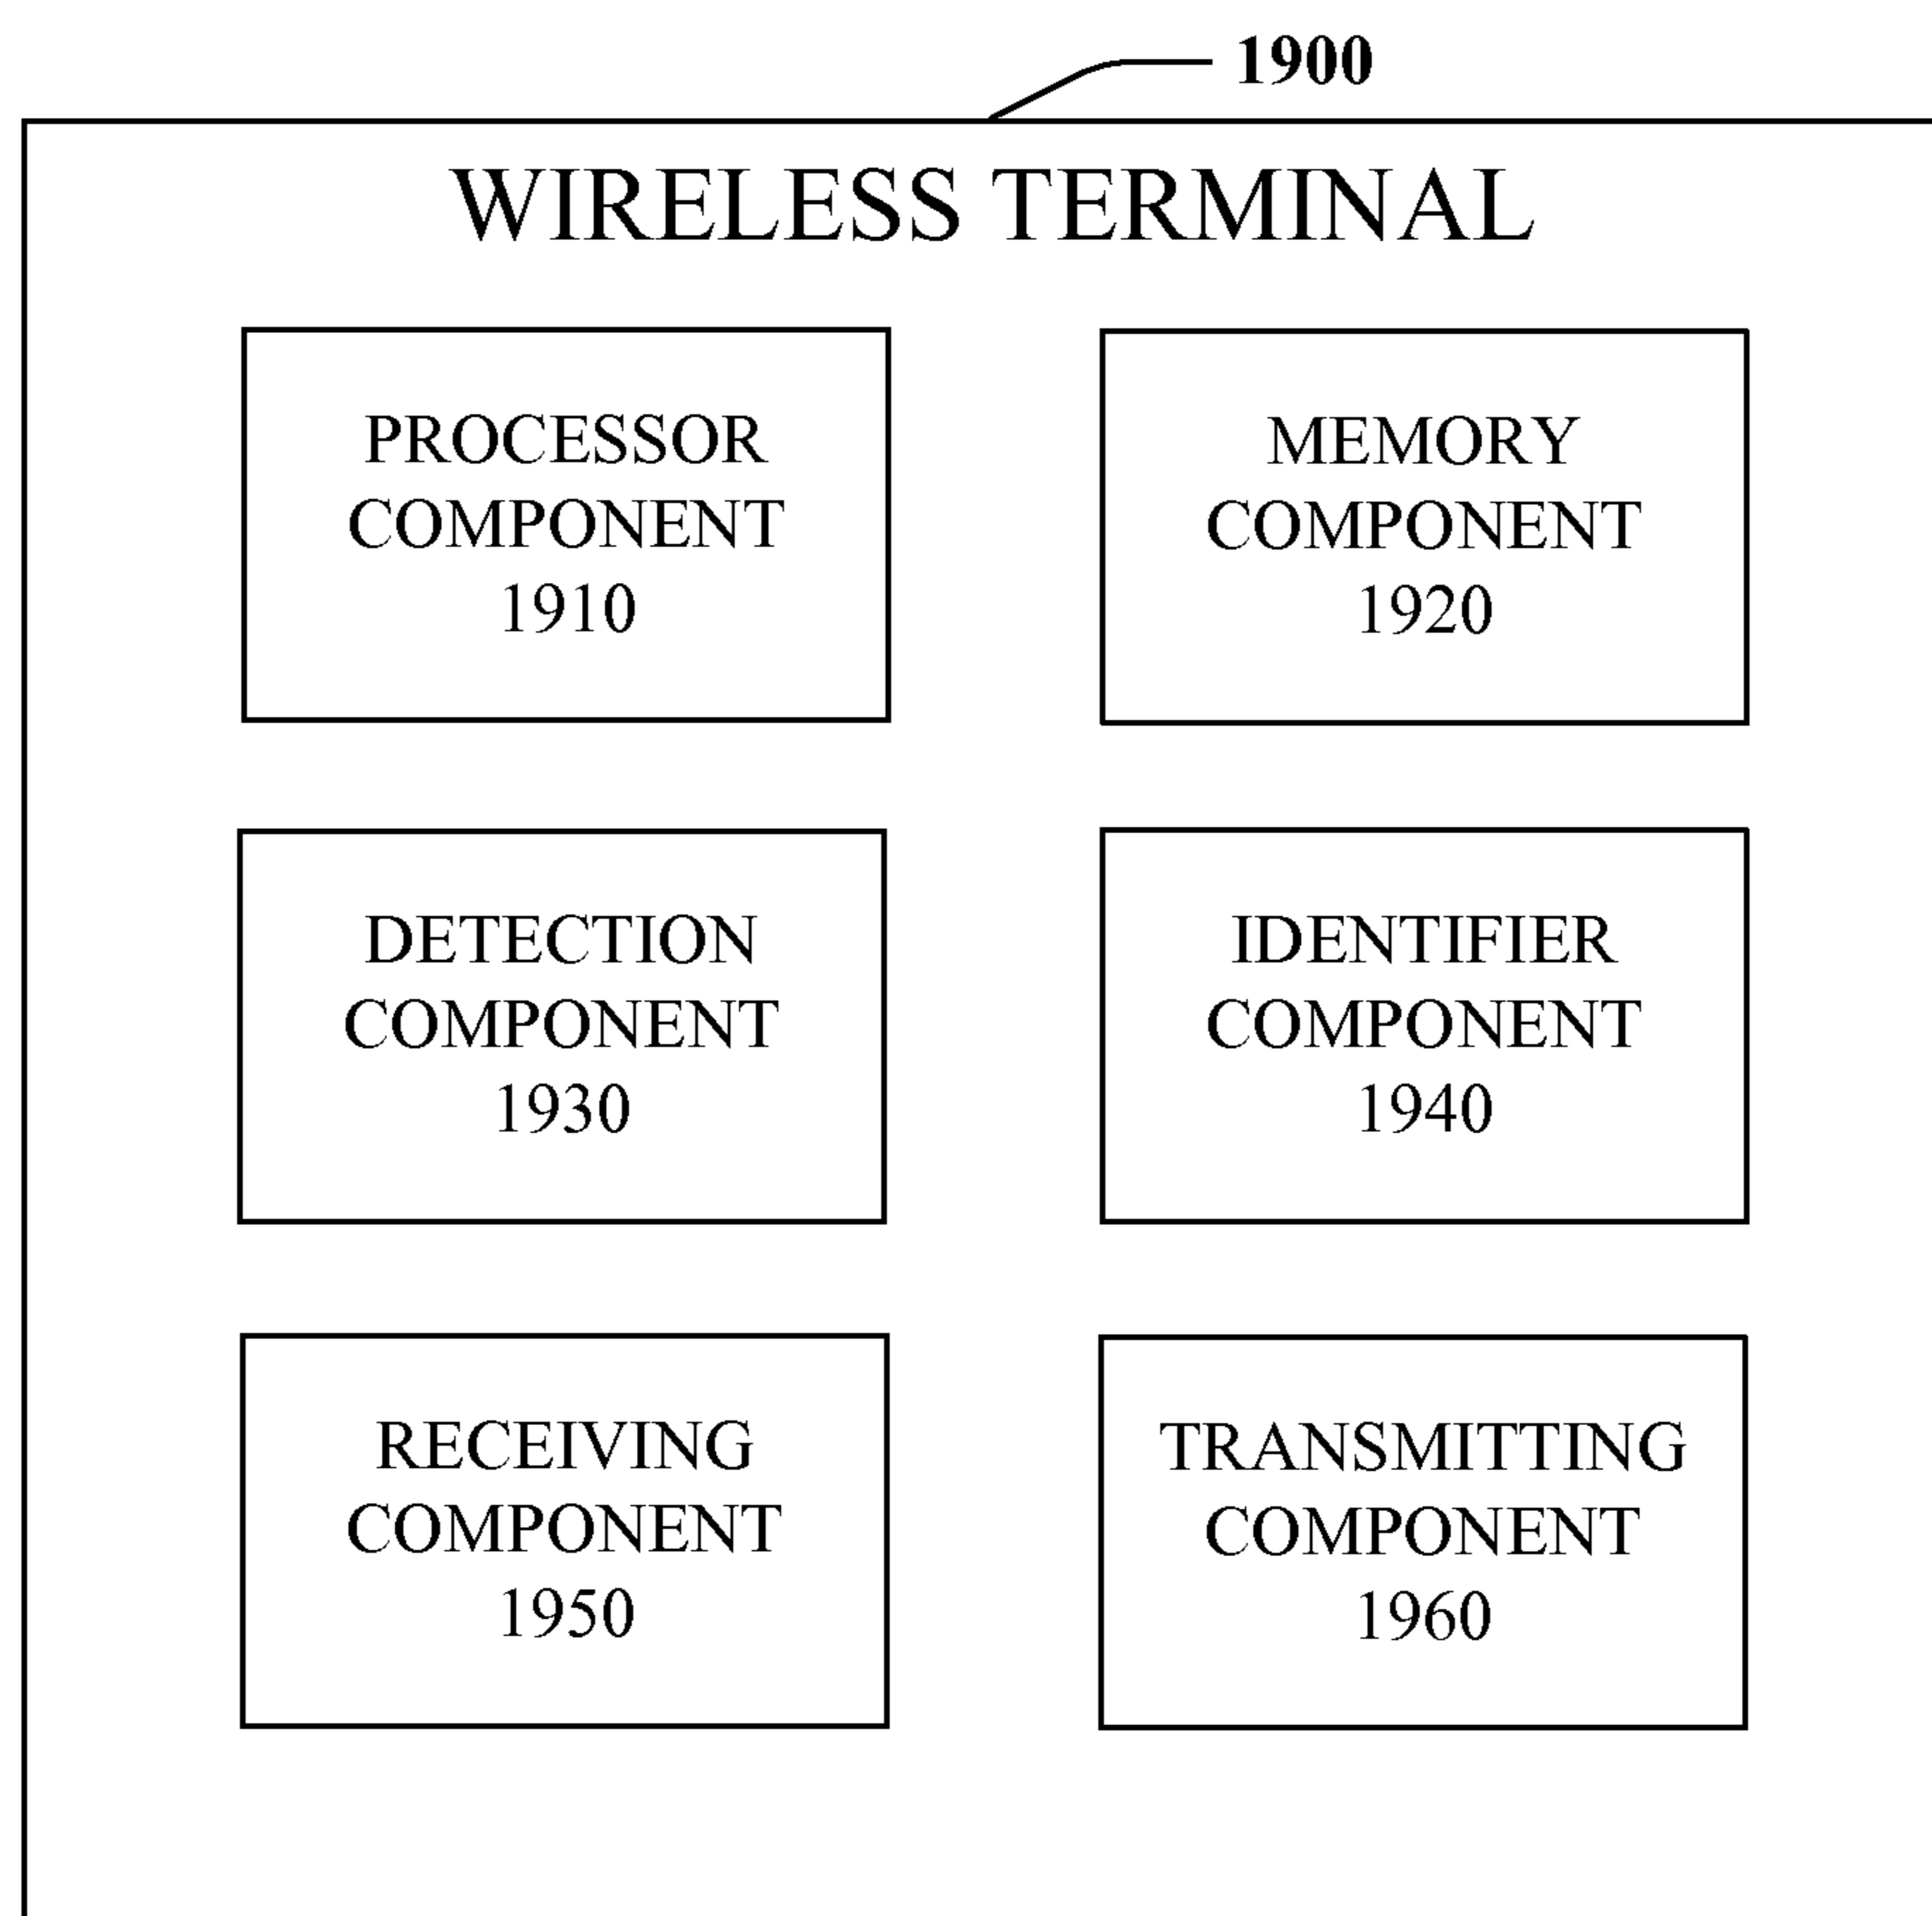 1900
WIRELESS TERMINAL
PROCESSOR
COMPONENT
1910
MEMORY
COMPONENT
1920
DETECTION
COMPONENT
1930
IDENTIFIER
COMPONENT
1940
RECEIVING
COMPONENT
1950
TRANSMITTING
COMPONENT
1960